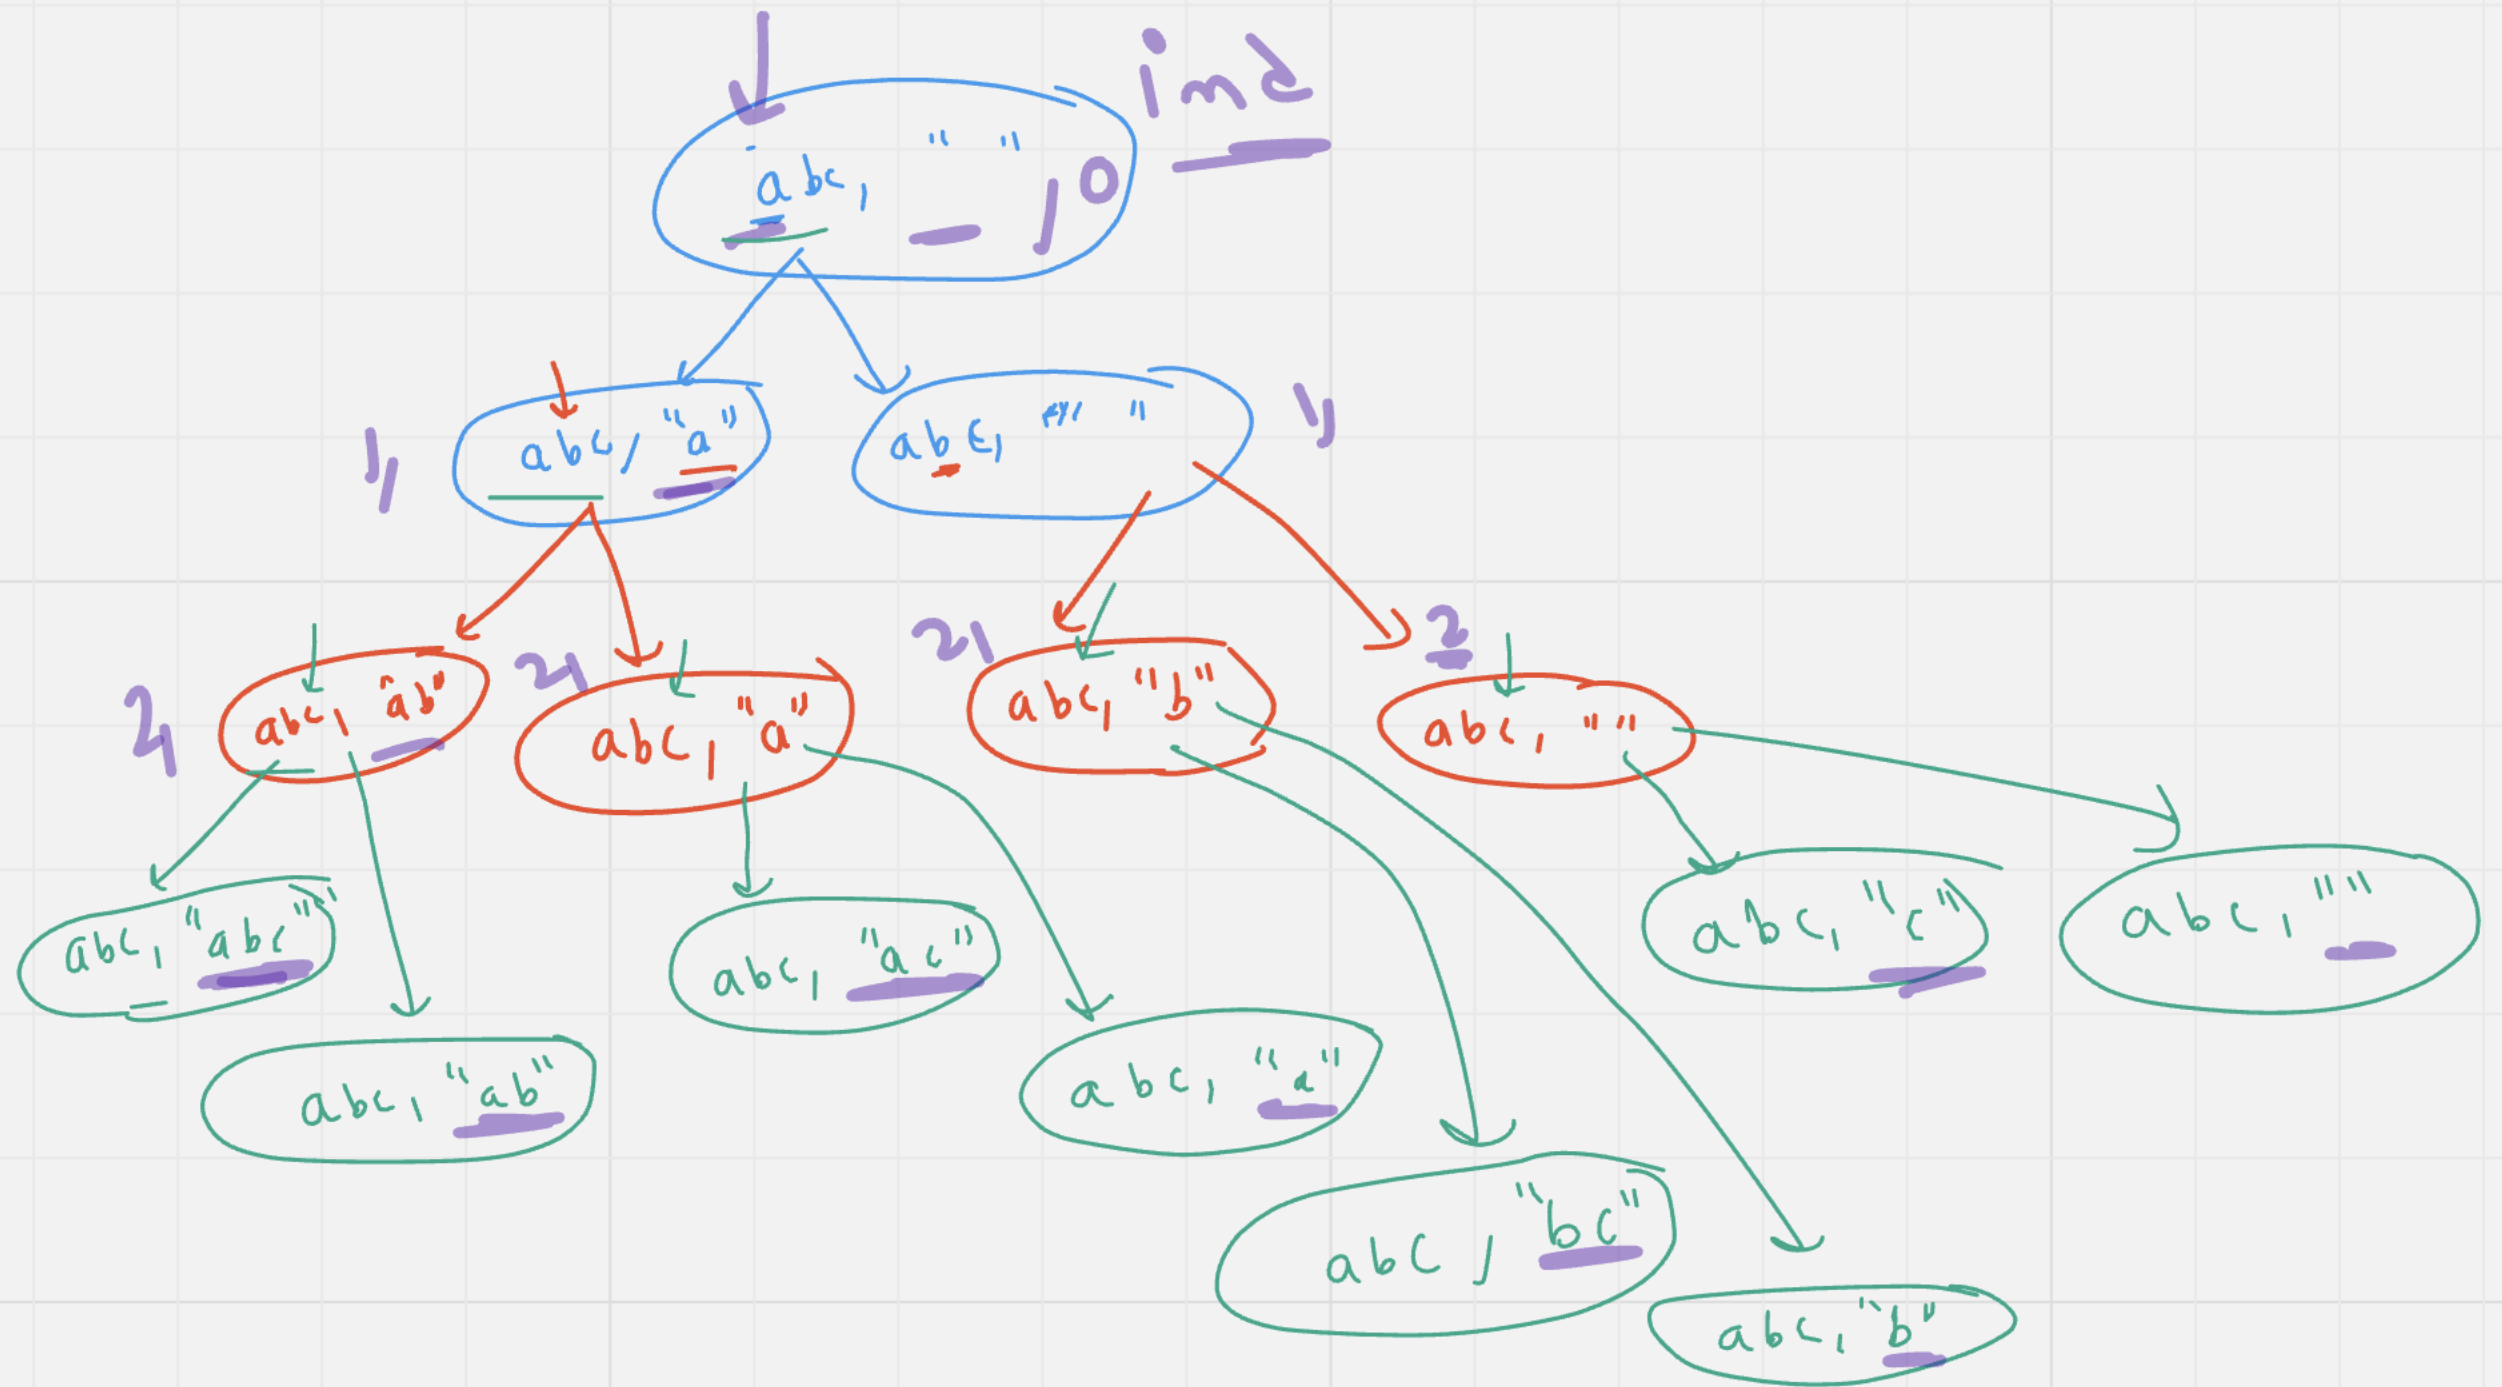 ind
abc, " ", 0
1,
abc, "a"
abc, "" "
1,
2,
abc, "ab"
2,
abc, "a"
2,
abc, "b"
2
abc, ""
abc, "abc"
abc, "ac"
abc, "c"
abc, ""
abc, "ab"
abc, "a"
abc, "bc"
abc, "b"